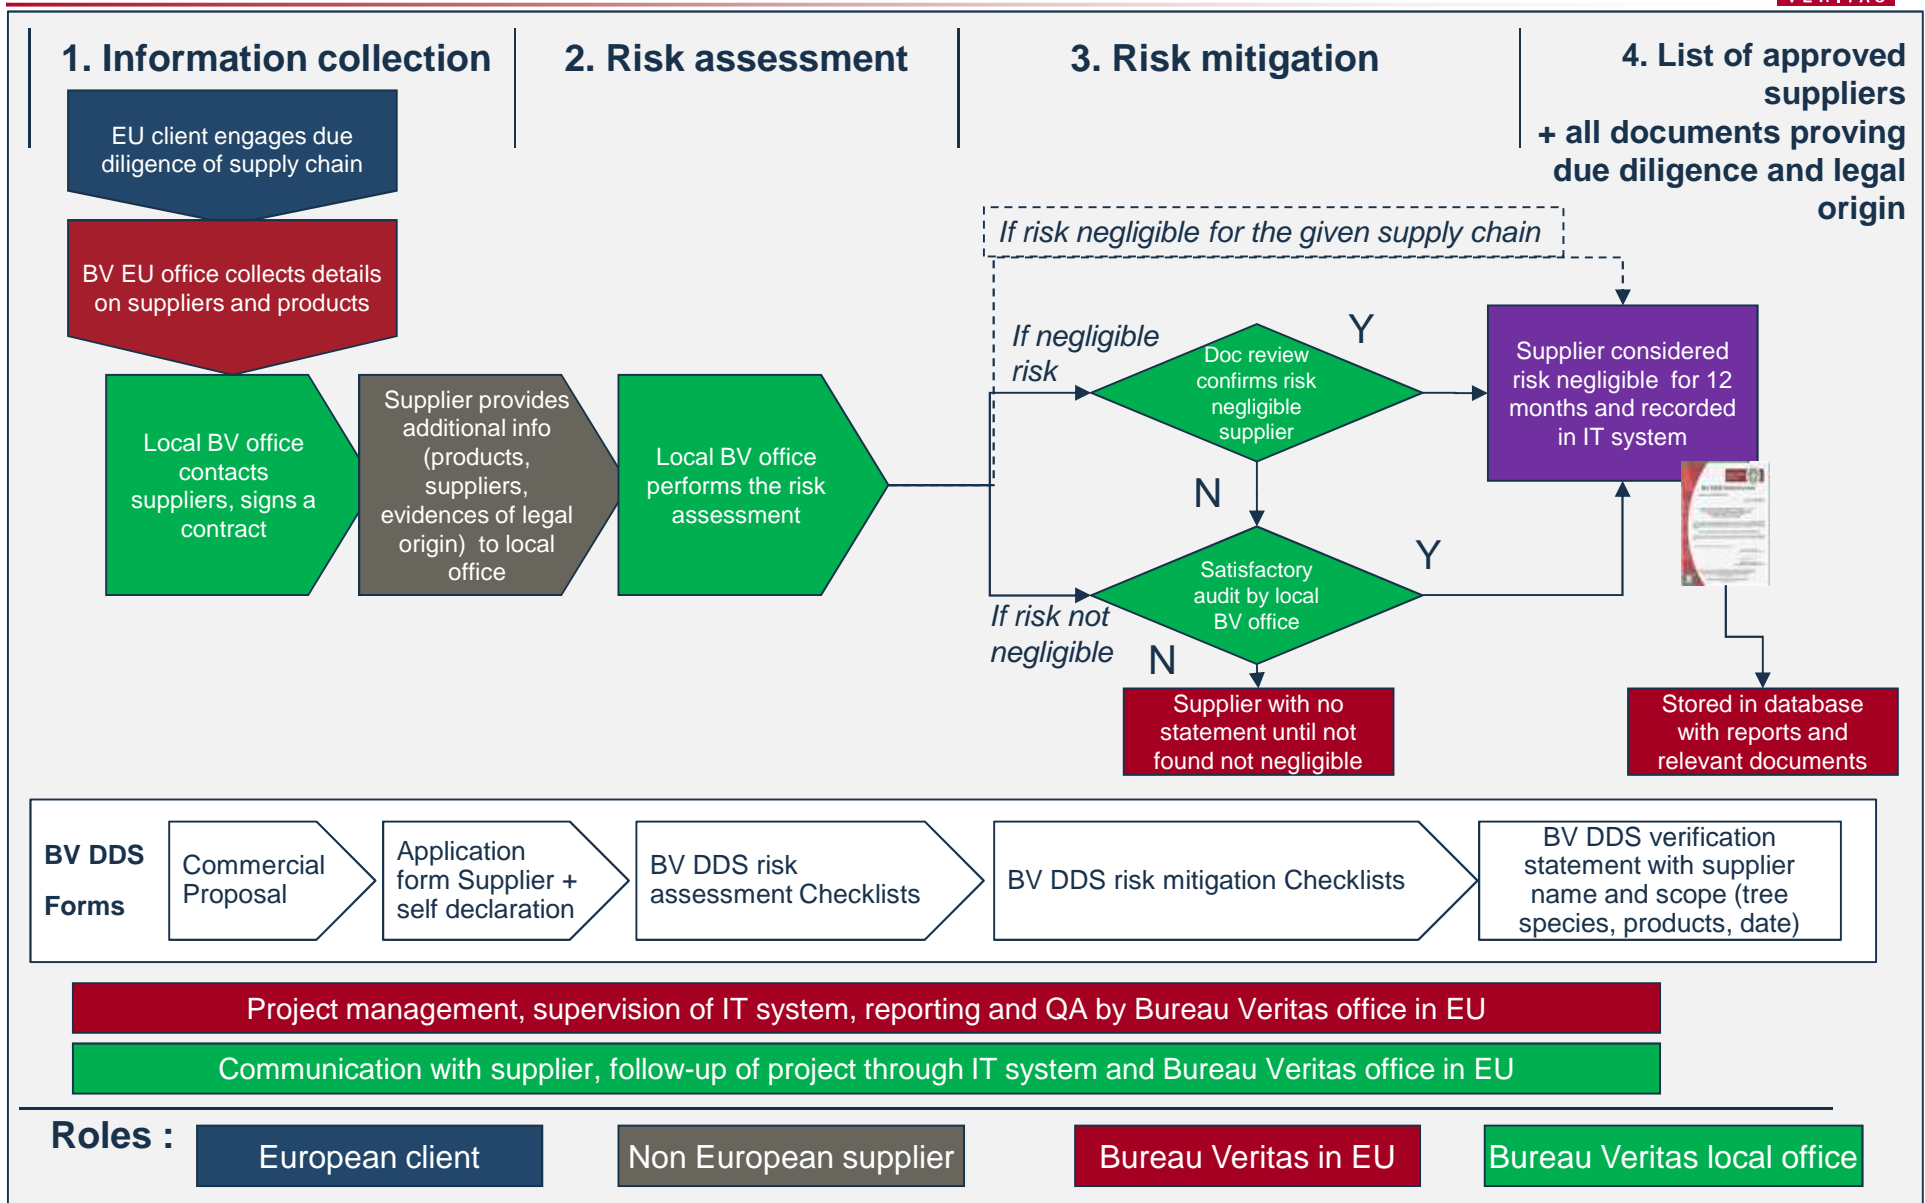 1. Information collection
2. Risk assessment
3. Risk mitigation
4. List of approved
suppliers
+ all documents proving
due diligence and legal
origin
EU client engages due
diligence of supply chain
BV EU office collects details
on suppliers and products
Local BV office
contacts
suppliers, signs a
contract
Supplier provides
additional info
(products,
suppliers,
evidences of legal
origin) to local
office
Local BV office
performs the risk
assessment
If risk negligible for the given supply chain
If negligible
risk
Doc review
confirms risk
negligible
supplier
Y
N
If risk not
negligible
Satisfactory
audit by local
BV office
Y
N
Supplier considered
risk negligible for 12
months and recorded
in IT system
Supplier with no
statement until not
found not negligible
Stored in database
with reports and
relevant documents
BV DDS
Forms
Commercial
Proposal
Application
form Supplier +
self declaration
BV DDS risk
assessment Checklists
BV DDS risk mitigation Checklists
BV DDS verification
statement with supplier
name and scope (tree
species, products, date)
Project management, supervision of IT system, reporting and QA by Bureau Veritas office in EU
Communication with supplier, follow-up of project through IT system and Bureau Veritas office in EU
Roles :
European client
Non European supplier
Bureau Veritas in EU
Bureau Veritas local office